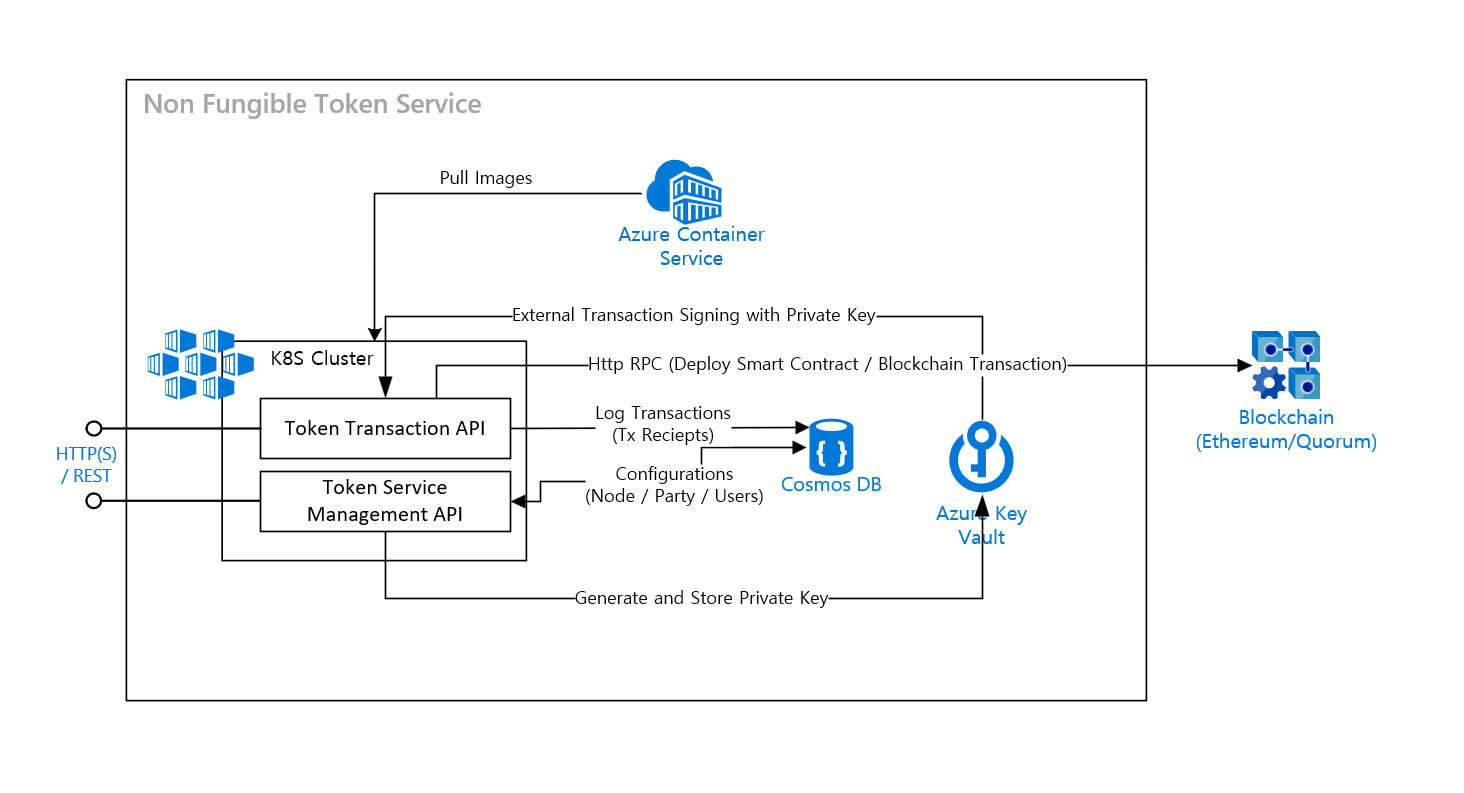 Non Fungible Token Service
Pull Images
Azure Container
Service
External Transaction Signing with Private Key
K8S Cluster
Http RPC (Deploy Smart Contract / Blockchain Transaction)
Token Transaction API
Log Transactions
(Tx Reciepts)
Blockchain
(Ethereum/Quorum)
HTTP(S)
/ REST
Token Service
Management API
Configurations
(Node / Party / Users)
Cosmos DB
Azure Key
Vault
Generate and Store Private Key